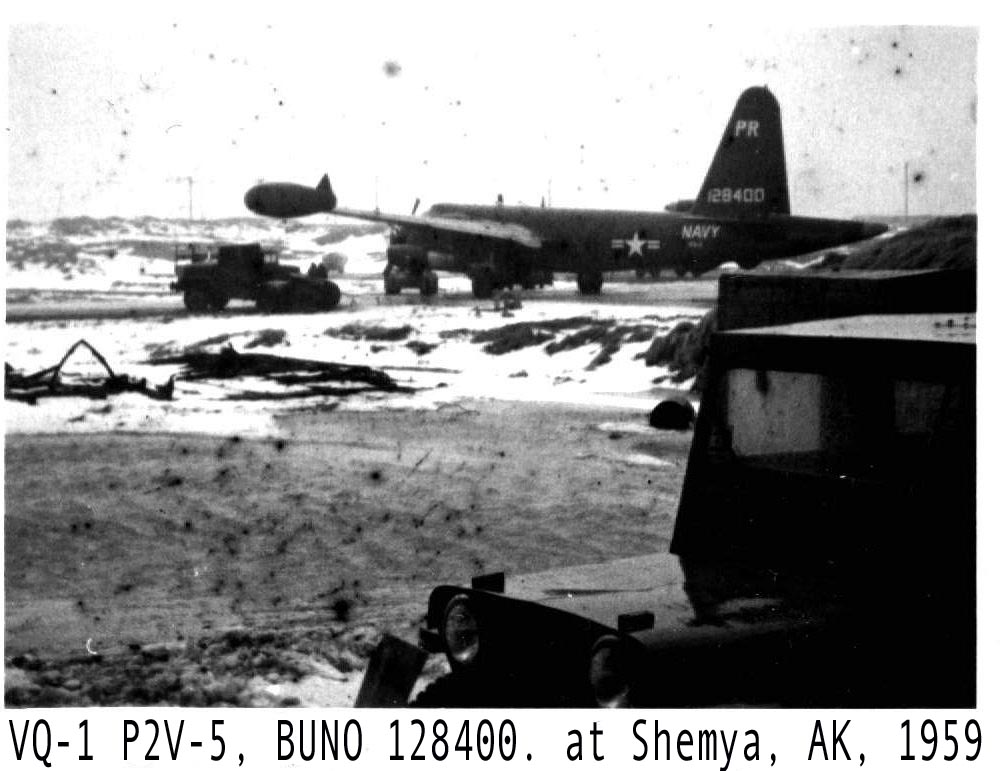 PR
128400
NAVY
VQ-1 P2V-5, BUNO 128400. at Shemya, AK, 1959